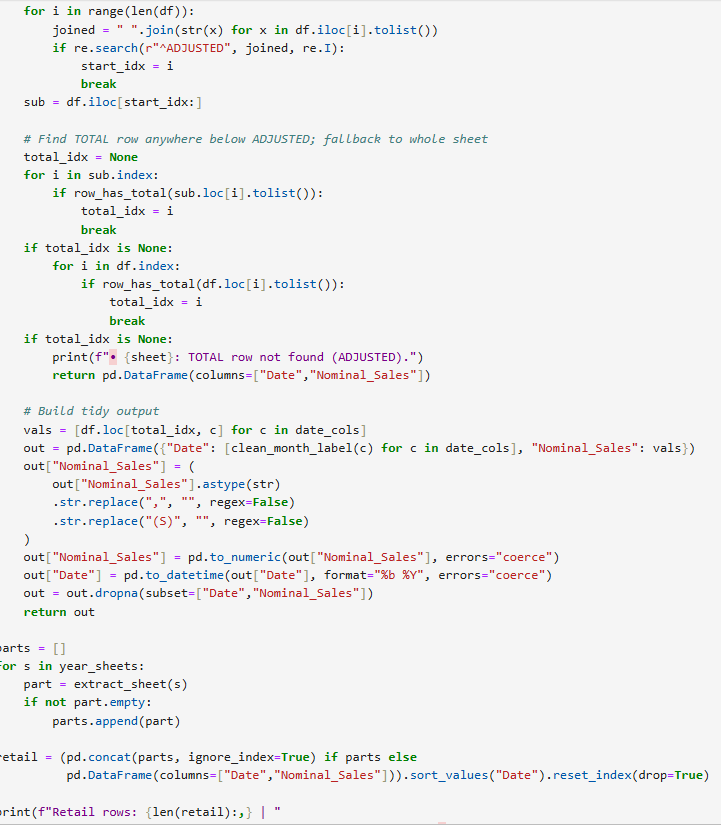 for i in range(len(df)):
        joined = " ".join(str(x) for x in df.iloc[i].tolist())
        if re.search(r"^ADJUSTED", joined, re.I):
            start_idx = i
            break
    sub = df.iloc[start_idx:]

    # Find TOTAL row anywhere below ADJUSTED; fallback to whole sheet
    total_idx = None
    for i in sub.index:
        if row_has_total(sub.loc[i].tolist()):
            total_idx = i
            break
    if total_idx is None:
        for i in df.index:
            if row_has_total(df.loc[i].tolist()):
                total_idx = i
                break
    if total_idx is None:
        print(f"• {sheet}: TOTAL row not found (ADJUSTED).")
        return pd.DataFrame(columns=["Date","Nominal_Sales"])

    # Build tidy output
    vals = [df.loc[total_idx, c] for c in date_cols]
    out = pd.DataFrame({"Date": [clean_month_label(c) for c in date_cols], "Nominal_Sales": vals})
    out["Nominal_Sales"] = (
        out["Nominal_Sales"].astype(str)
        .str.replace(",", "", regex=False)
        .str.replace("(S)", "", regex=False)
    )
    out["Nominal_Sales"] = pd.to_numeric(out["Nominal_Sales"], errors="coerce")
    out["Date"] = pd.to_datetime(out["Date"], format="%b %Y", errors="coerce")
    out = out.dropna(subset=["Date","Nominal_Sales"])
    return out

parts = []
for s in year_sheets:
    part = extract_sheet(s)
    if not part.empty:
        parts.append(part)

retail = (pd.concat(parts, ignore_index=True) if parts else
          pd.DataFrame(columns=["Date","Nominal_Sales"])).sort_values("Date").reset_index(drop=True)

print(f"Retail rows: {len(retail):,} | "